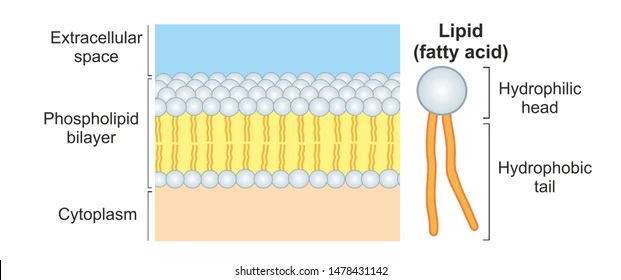 Extracellular
space
Phospholipid
bilayer
Cytoplasm
Lipid
(fatty acid)
Hydrophilic
head
Hydrophobic
tail
shutterstock.com · 1478431142